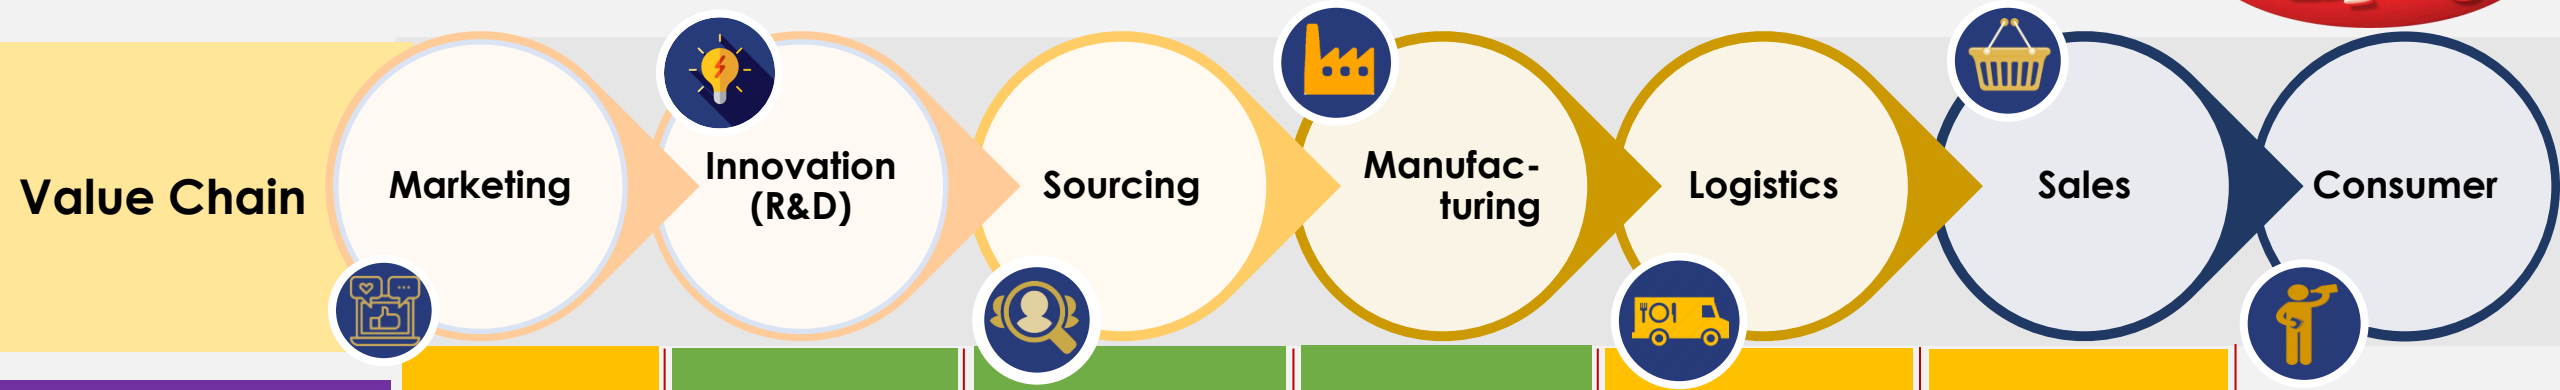 Value Chain
Marketing
Innovation
(R&D)
Sourcing
Manufac-
turing
Logistics
Sales
Consumer